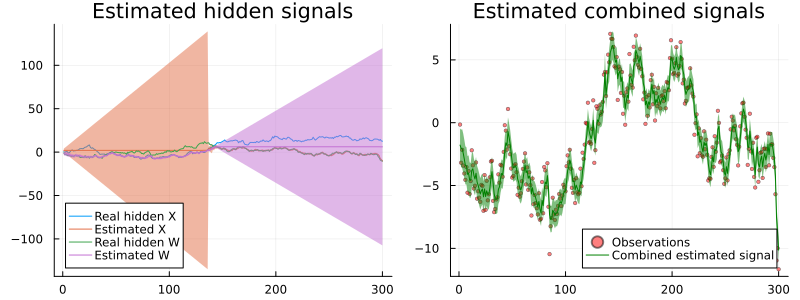 Estimated hidden signals
100
50
0
−50
−100
Real hidden X
Estimated X
Real hidden W
Estimated W
0
100
200
300
Estimated combined signals
5
0
−5
−10
Observations
Combined estimated signal
0
100
200
300